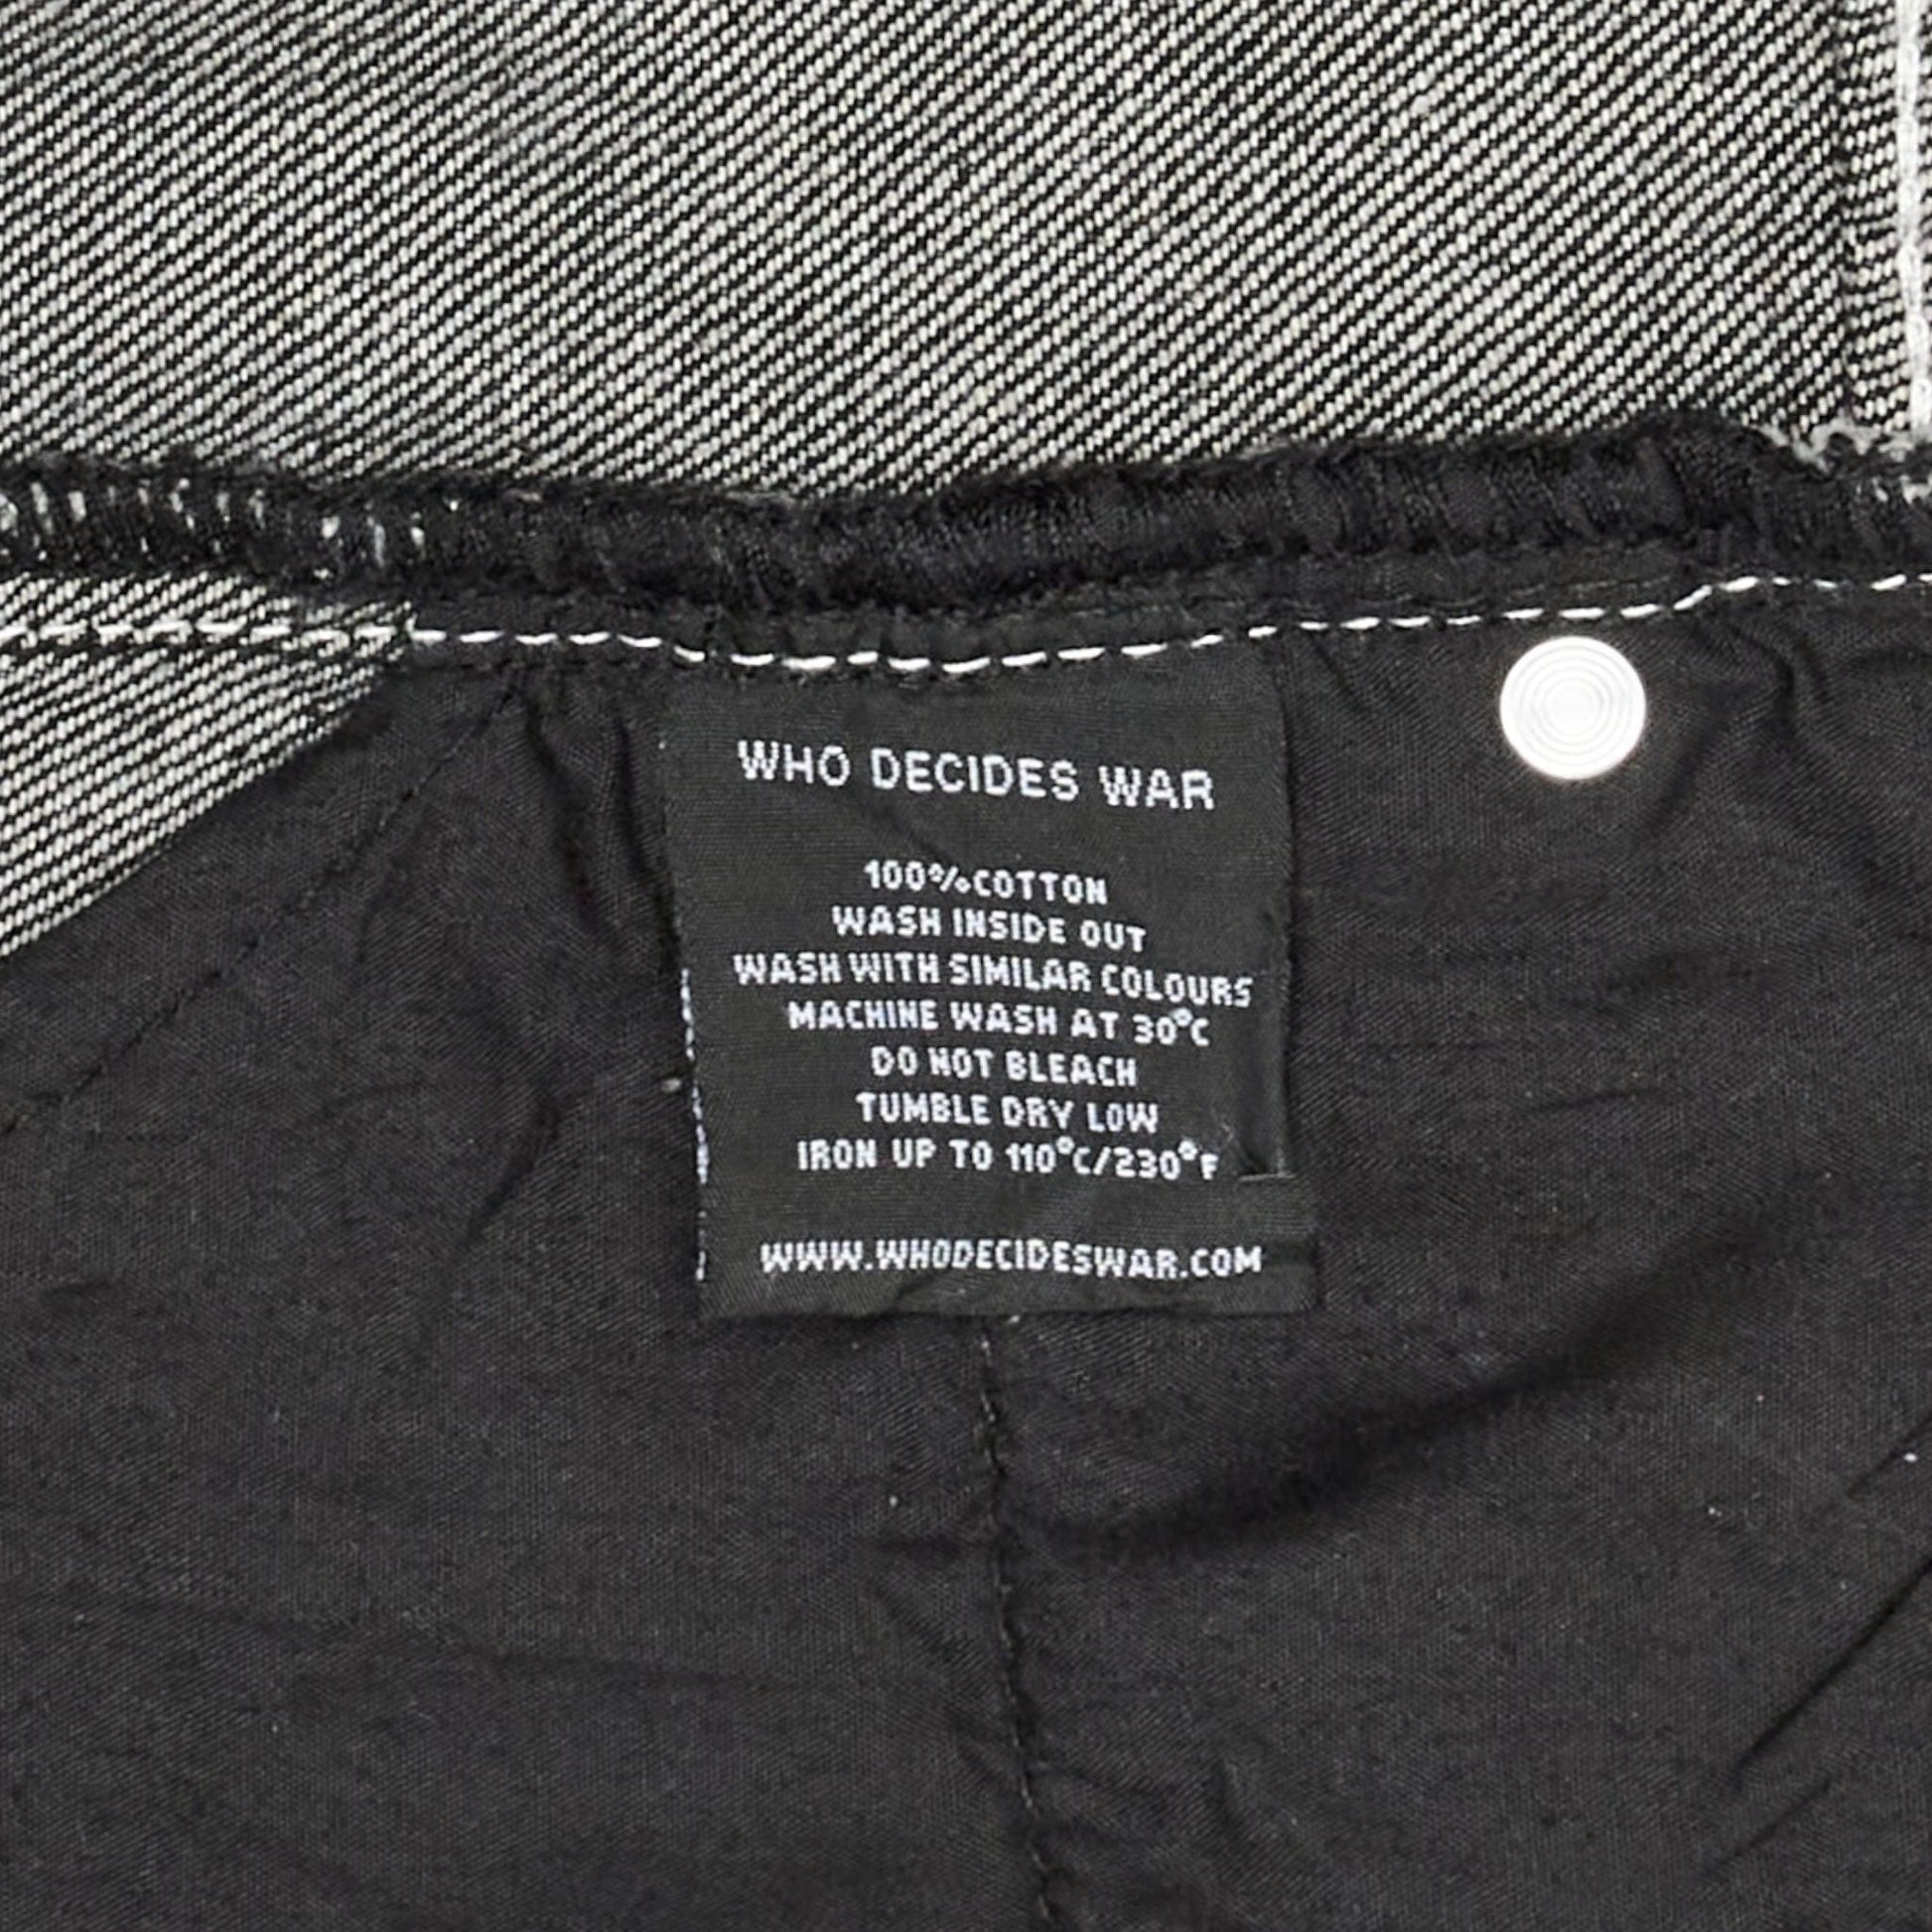 WHO DECIDES WAR
100%COTTON
WASH INSIDE OUT
WASH WITH SIMILAR COLOURS
MACHINE WASH AT 30°C
DO NOT BLEACH
TUMBLE DRY LOW
IRON UP TO 110°C/230°F
WWW.WHODECIDESWAR.COM